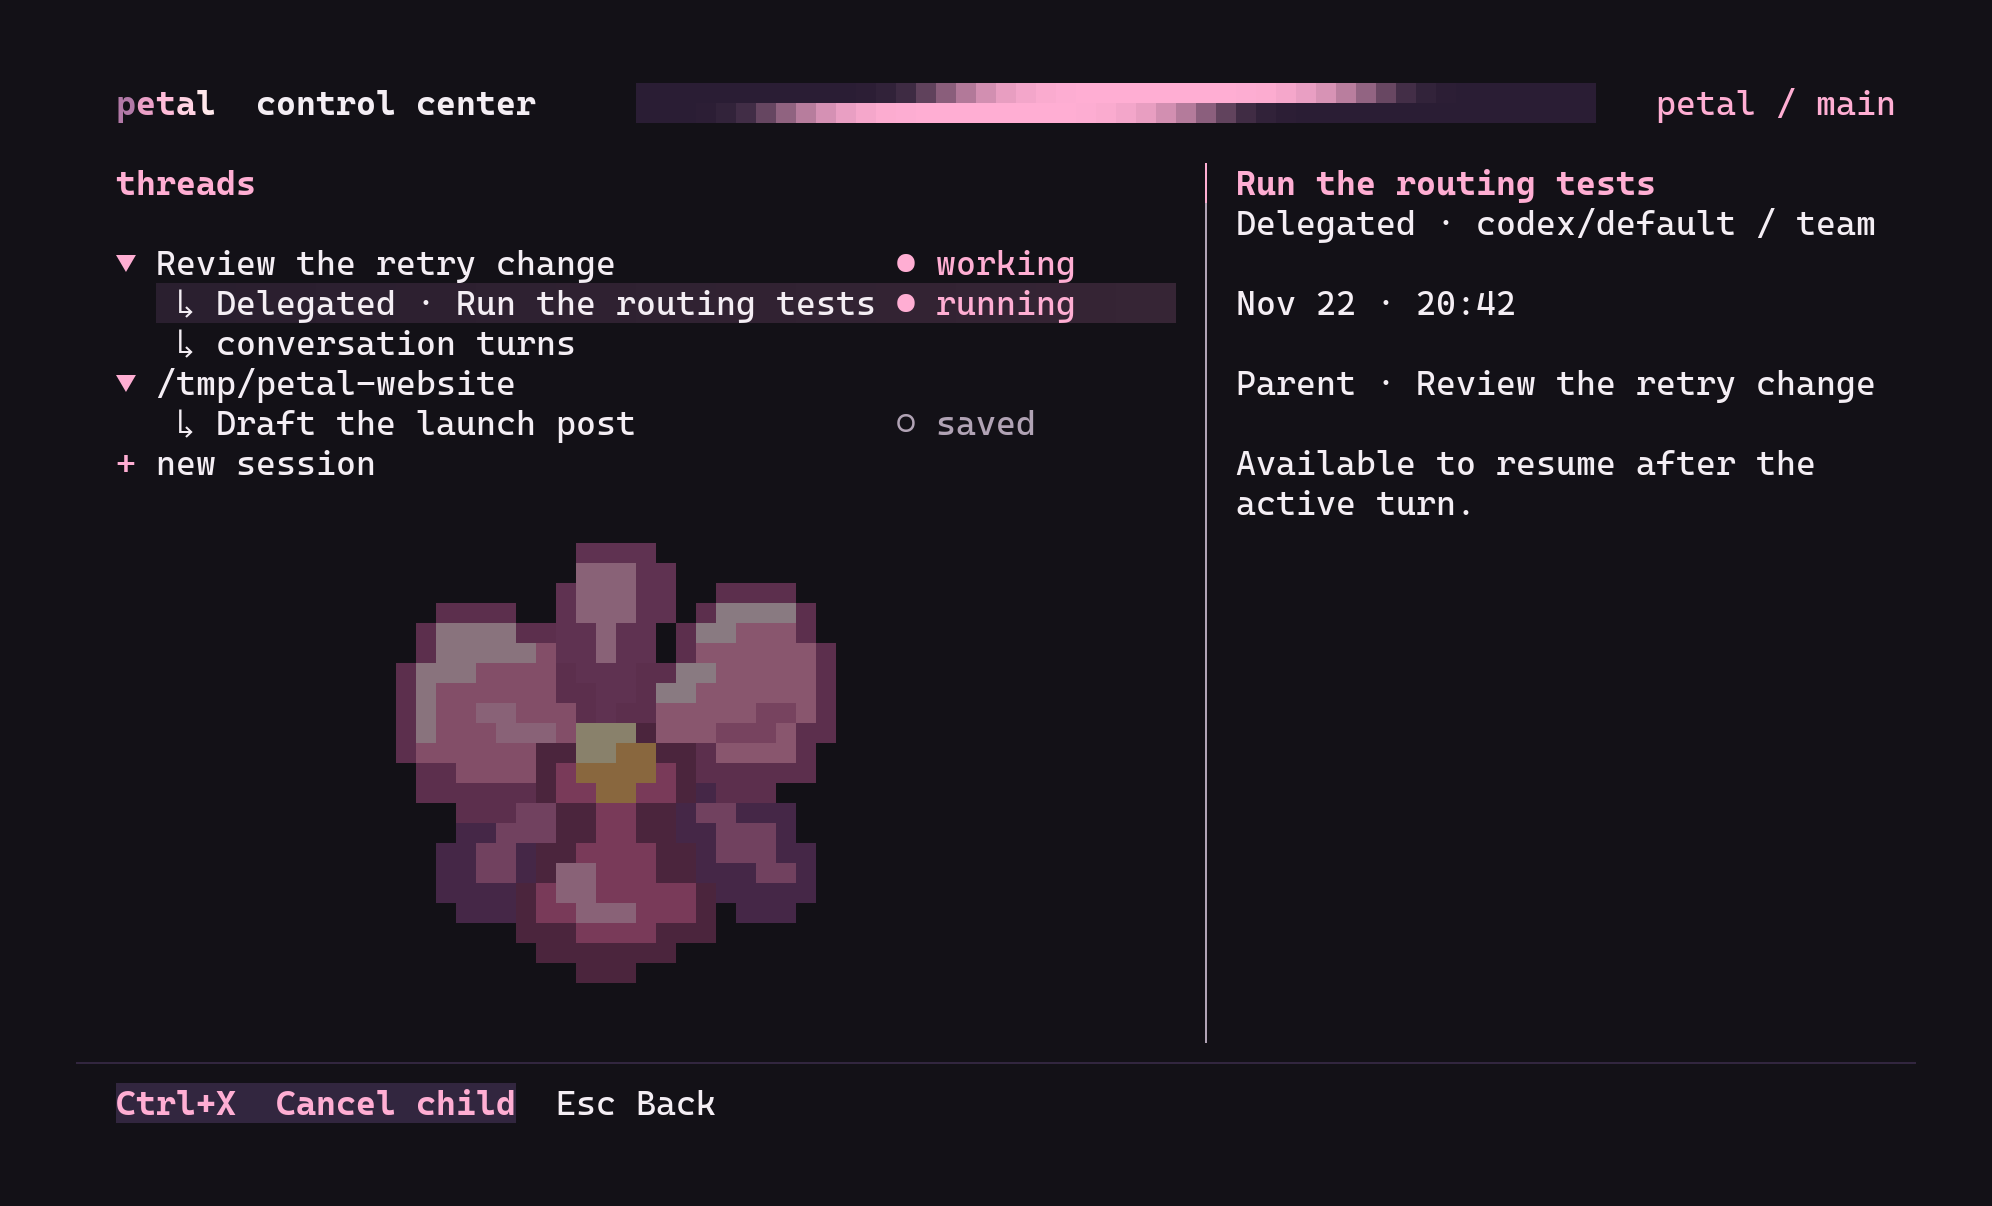 petal control center
petal / main
threads
▼ Review the retry change ● working
↳ Delegated · Run the routing tests ● running
↳ conversation turns
▼ /tmp/petal-website
↳ Draft the launch post ○ saved
+ new session
Run the routing tests
Delegated · codex/default / team
Nov 22 · 20:42
Parent · Review the retry change
Available to resume after the
active turn.
Ctrl+X Cancel child Esc Back